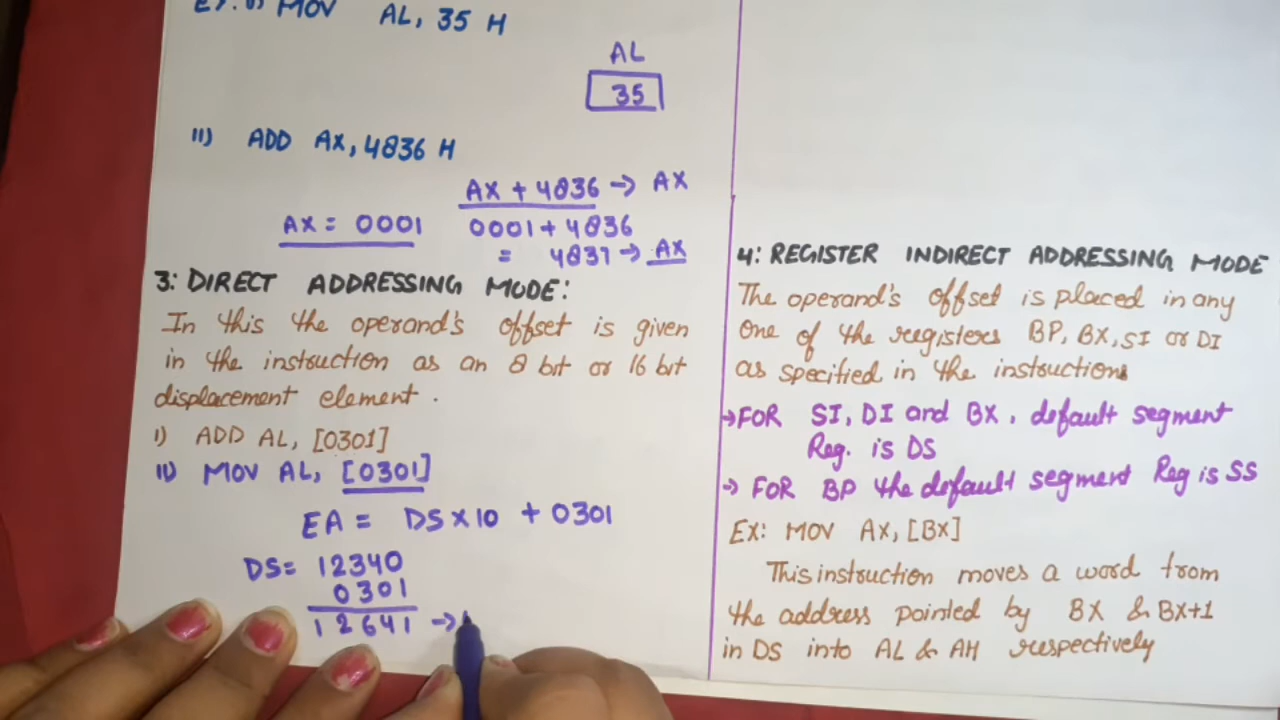 EX: i) MOV AL, 35 H
AL
35
ii) ADD AX, 4836 H
AX + 4836 → AX
AX = 0001 0001 + 4836
= 4837 → AX
3: DIRECT ADDRESSING MODE:
In this the operand's offset is given
in the instruction as an 8 bit or 16 bit
displacement element.
i) ADD AL, [0301]
ii) MOV AL, [0301]
EA = DS X 10 + 0301
DS = 12340
0301
12641 →
4: REGISTER INDIRECT ADDRESSING MODE
The operand's offset is placed in any
one of the registers BP, BX, SI or DI
as specified in the instructions
→ FOR SI, DI and BX, default segment
Reg. is DS
→ FOR BP the default segment Reg is SS
EX: MOV AX, [BX]
This instruction moves a word from
the address pointed by BX & BX+1
in DS into AL & AH respectively